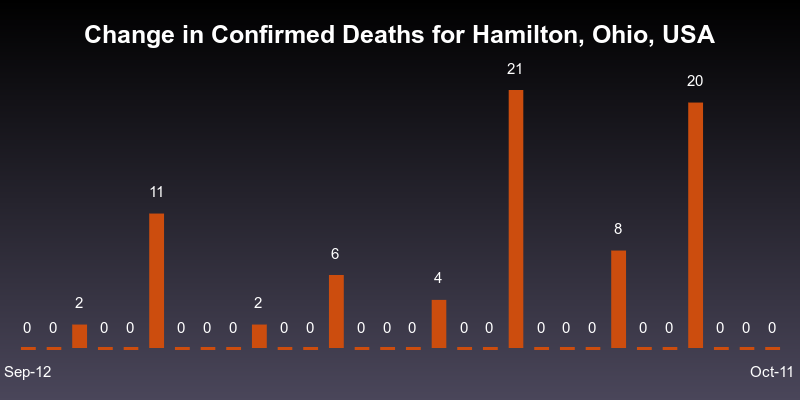 Change in Confirmed Deaths for Hamilton, Ohio, USA
0 0 2 0 0 11 0 0 0 2 0 0 6 0 0 0 4 0 0 21 0 0 0 8 0 0 20 0 0 0
Sep-12 Oct-11